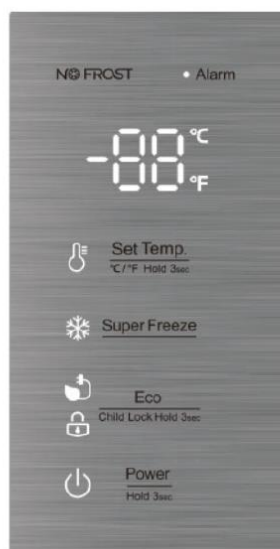 NO FROST
Alarm
-88 °C
°F
Set Temp.
°C/°F Hold 3sec
Super Freeze
Eco
Child Lock Hold 3sec
Power
Hold 3sec